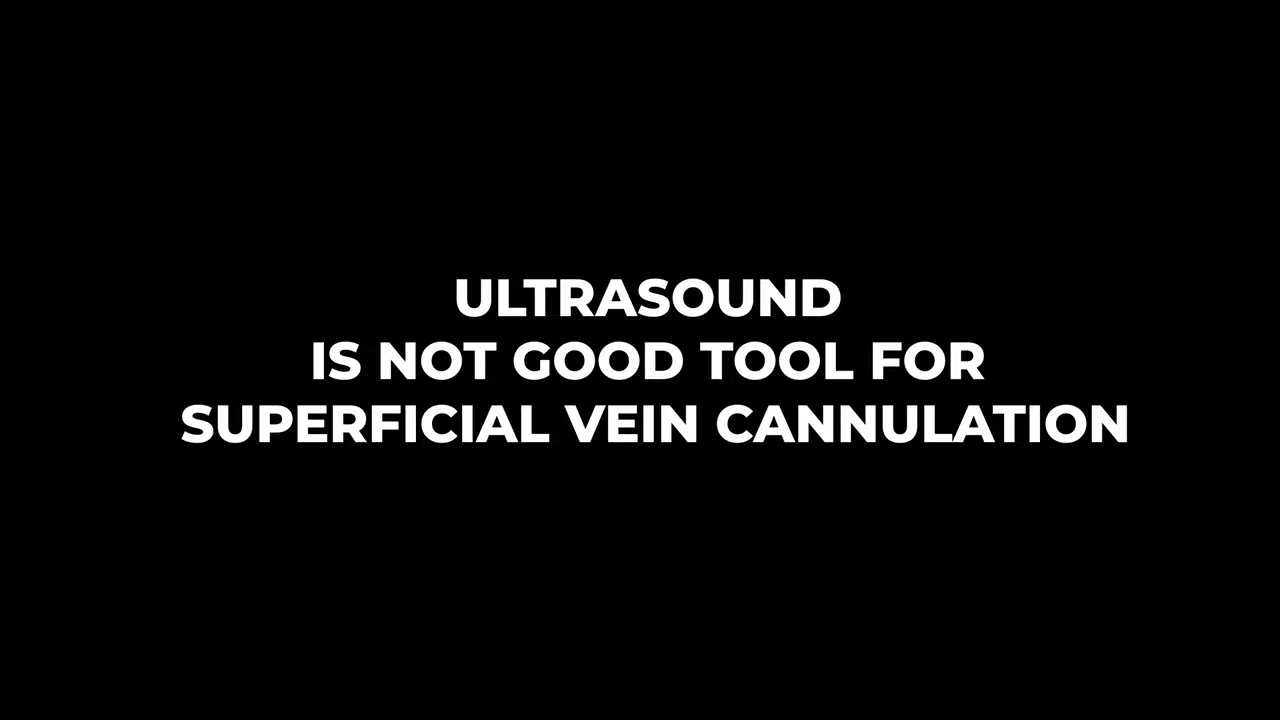 ULTRASOUND
IS NOT GOOD TOOL FOR
SUPERFICIAL VEIN CANNULATION